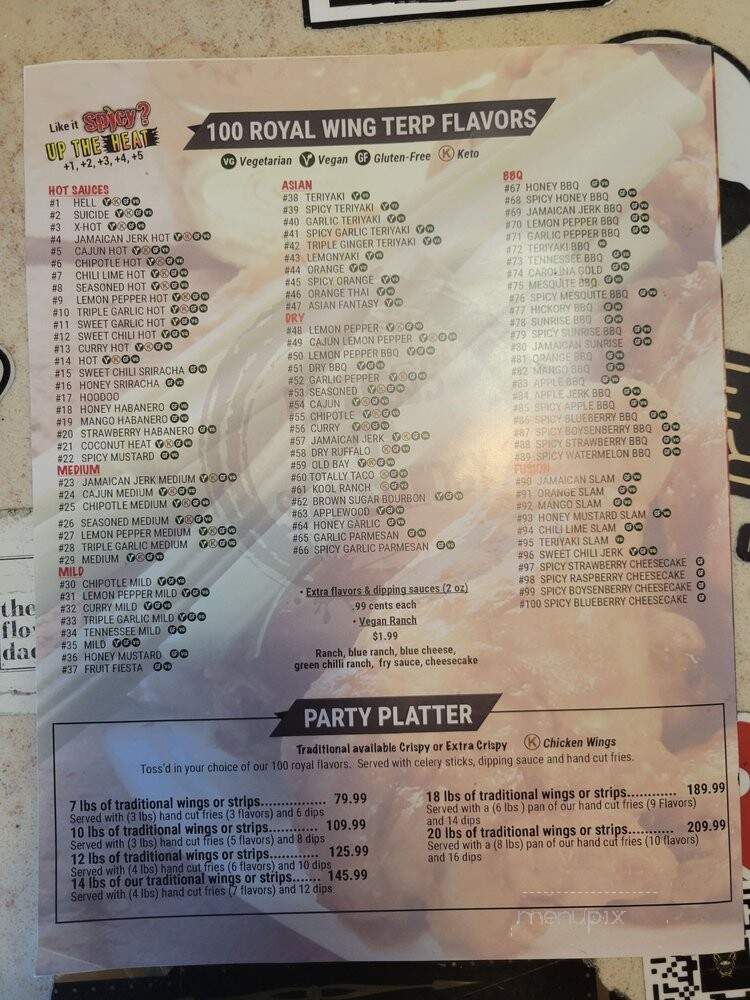 Like it Spicy?
UP THE HEAT
+1, +2, +3, +4, +5
100 ROYAL WING TERP FLAVORS
VG Vegetarian V Vegan GF Gluten-Free K Keto
HOT SAUCES
#1 HELL
#2 SUICIDE
#3 X-HOT
#4 JAMAICAN JERK HOT
#5 CAJUN HOT
#6 CHIPOTLE HOT
#7 CHILI LIME HOT
#8 SEASONED HOT
#9 LEMON PEPPER HOT
#10 TRIPLE GARLIC HOT
#11 SWEET GARLIC HOT
#12 SWEET CHILI HOT
#13 CURRY HOT
#14 HOT
#15 SWEET CHILI SRIRACHA
#16 HONEY SRIRACHA
#17 HOODOO
#18 HONEY HABANERO
#19 MANGO HABANERO
#20 STRAWBERRY HABANERO
#21 COCONUT HEAT
#22 SPICY MUSTARD
MEDIUM
#23 JAMAICAN JERK MEDIUM
#24 CAJUN MEDIUM
#25 CHIPOTLE MEDIUM
#26 SEASONED MEDIUM
#27 LEMON PEPPER MEDIUM
#28 TRIPLE GARLIC MEDIUM
#29 MEDIUM
MILD
#30 CHIPOTLE MILD
#31 LEMON PEPPER MILD
#32 CURRY MILD
#33 TRIPLE GARLIC MILD
#34 TENNESSEE MILD
#35 MILD
#36 HONEY MUSTARD
#37 FRUIT FIESTA
ASIAN
#38 TERIYAKI
#39 SPICY TERIYAKI
#40 GARLIC TERIYAKI
#41 SPICY GARLIC TERIYAKI
#42 TRIPLE GINGER TERIYAKI
#43 LEMONYAKI
#44 ORANGE
#45 SPICY ORANGE
#46 ORANGE THAI
#47 ASIAN FANTASY
DRY
#48 LEMON PEPPER
#49 CAJUN LEMON PEPPER
#50 LEMON PEPPER BBQ
#51 DRY BBQ
#52 GARLIC PEPPER
#53 SEASONED
#54 CAJUN
#55 CHIPOTLE
#56 CURRY
#57 JAMAICAN JERK
#58 DRY RUFFALO
#59 OLD BAY
#60 TOTALLY TACO
#61 KOOL RANCH
#62 BROWN SUGAR BOURBON
#63 APPLEWOOD
#64 HONEY GARLIC
#65 GARLIC PARMESAN
#66 SPICY GARLIC PARMESAN
• Extra flavors & dipping sauces (2 oz)
.99 cents each
• Vegan Ranch
$1.99
Ranch, blue ranch, blue cheese,
green chilli ranch, fry sauce, cheesecake
BBQ
#67 HONEY BBQ
#68 SPICY HONEY BBQ
#69 JAMAICAN JERK BBQ
#70 LEMON PEPPER BBQ
#71 GARLIC PEPPER BBQ
#72 TERIYAKI BBQ
#73 TENNESSEE BBQ
#74 CAROLINA GOLD
#75 MESQUITE BBQ
#76 SPICY MESQUITE BBQ
#77 HICKORY BBQ
#78 SUNRISE BBQ
#79 SPICY SUNRISE BBQ
#80 JAMAICAN SUNRISE
#81 ORANGE BBQ
#82 MANGO BBQ
#83 APPLE BBQ
#84 APPLE JERK BBQ
#85 SPICY APPLE BBQ
#86 SPICY BLUEBERRY BBQ
#87 SPICY BOYSENBERRY BBQ
#88 SPICY STRAWBERRY BBQ
#89 SPICY WATERMELON BBQ
FUSION
#90 JAMAICAN SLAM
#91 ORANGE SLAM
#92 MANGO SLAM
#93 HONEY MUSTARD SLAM
#94 CHILI LIME SLAM
#95 TERIYAKI SLAM
#96 SWEET CHILI JERK
#97 SPICY STRAWBERRY CHEESECAKE
#98 SPICY RASPBERRY CHEESECAKE
#99 SPICY BOYSENBERRY CHEESECAKE
#100 SPICY BLUEBERRY CHEESECAKE
PARTY PLATTER
Traditional available Crispy or Extra Crispy K Chicken Wings
Toss'd in your choice of our 100 royal flavors. Served with celery sticks, dipping sauce and hand cut fries.
7 lbs of traditional wings or strips............. 79.99
Served with (3 lbs) hand cut fries (3 flavors) and 6 dips
10 lbs of traditional wings or strips............ 109.99
Served with (3 lbs) hand cut fries (5 flavors) and 8 dips
12 lbs of traditional wings or strips............ 125.99
Served with (4 lbs) hand cut fries (6 flavors) and 10 dips
14 lbs of our traditional wings or strips....... 145.99
Served with (4 lbs) hand cut fries (7 flavors) and 12 dips
18 lbs of traditional wings or strips........... 189.99
Served with a (6 lbs ) pan of our hand cut fries (9 Flavors)
and 14 dips
20 lbs of traditional wings or strips........... 209.99
Served with a (8 lbs) pan of our hand cut fries (10 flavors)
and 16 dips
menupix
the